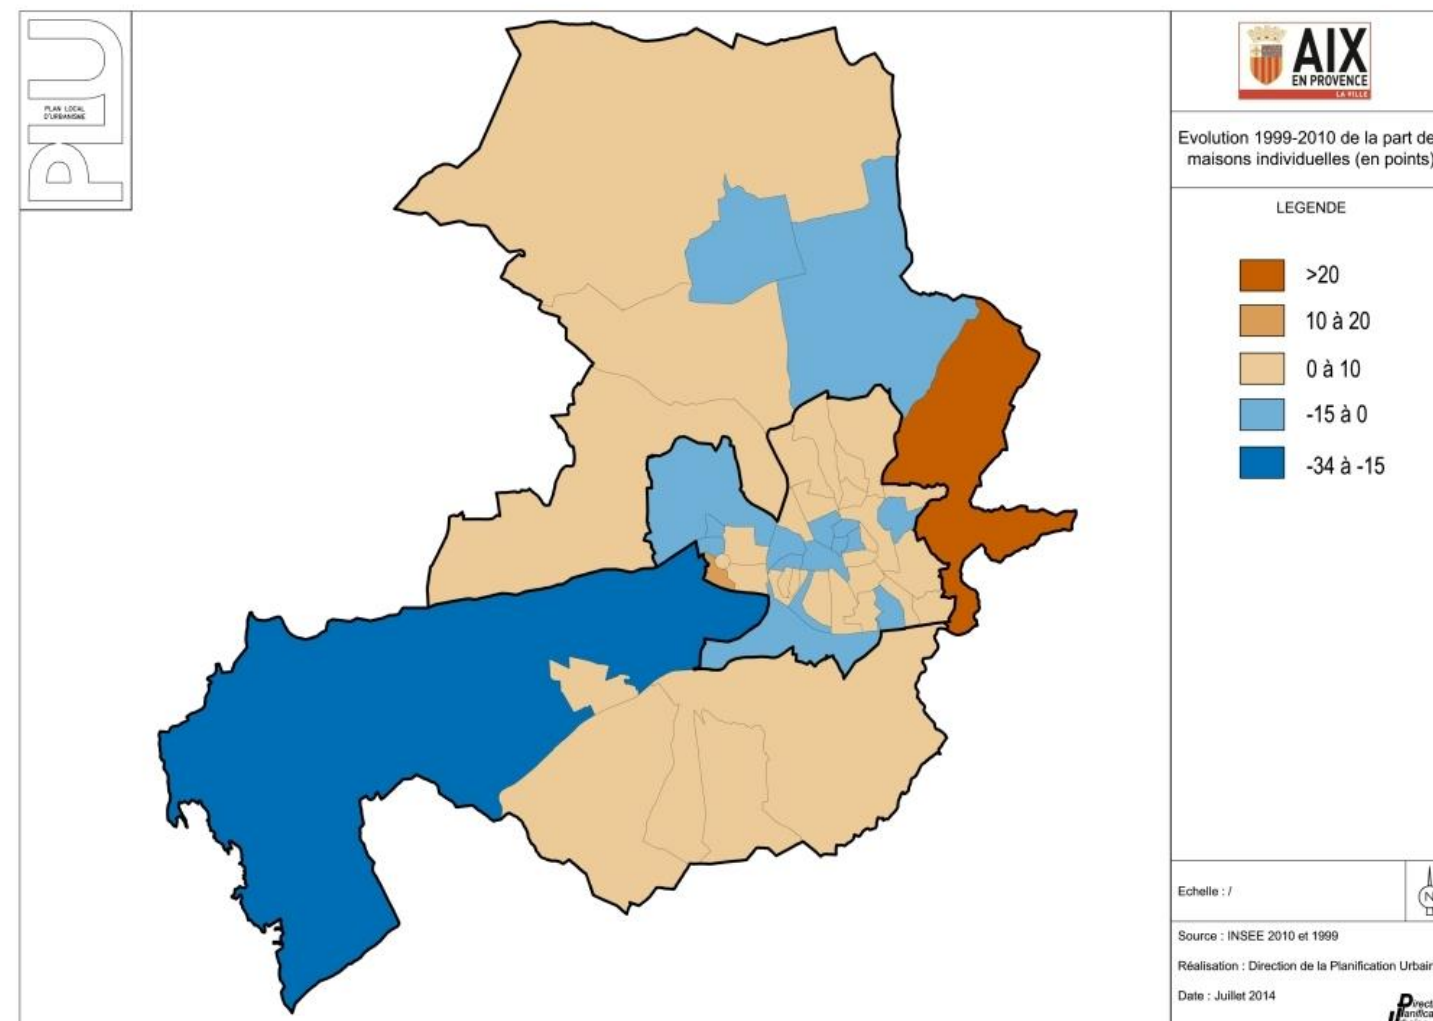 PLU
PLAN LOCAL
D'URBANISME
AIX
EN PROVENCE
LA VILLE
Evolution 1999-2010 de la part de
maisons individuelles (en points)
LEGENDE
>20
10 à 20
0 à 10
-15 à 0
-34 à -15
Echelle : /
N
Source : INSEE 2010 et 1999
Réalisation : Direction de la Planification Urbain
Date : Juillet 2014
Direct